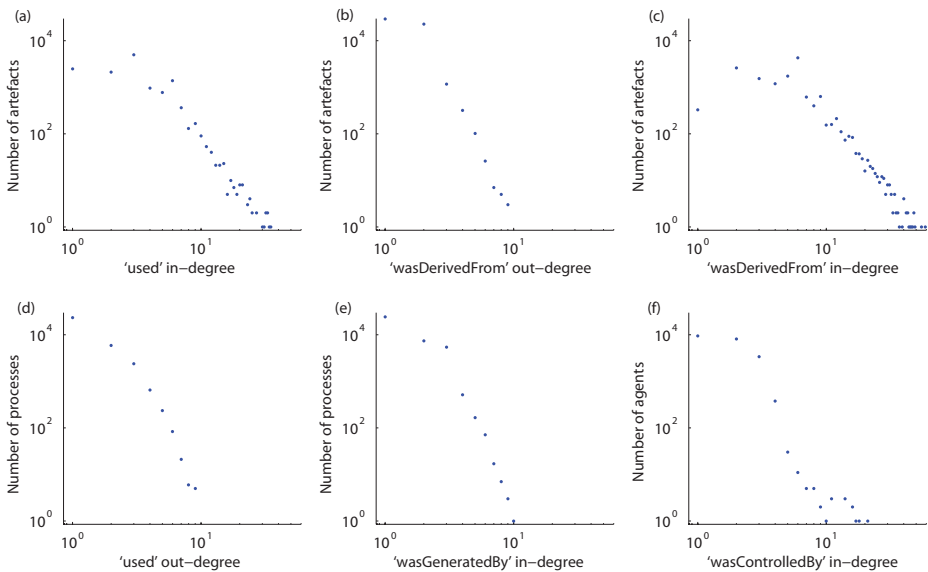 (a)
10^4
10^2
10^0
Number of artefacts
10^0
10^1
‘used’ in−degree
(b)
10^4
10^2
10^0
Number of artefacts
10^0
10^1
‘wasDerivedFrom’ out−degree
(c)
10^4
10^2
10^0
Number of artefacts
10^0
10^1
‘wasDerivedFrom’ in−degree
(d)
10^4
10^2
10^0
Number of processes
10^0
10^1
‘used’ out−degree
(e)
10^4
10^2
10^0
Number of processes
10^0
10^1
‘wasGeneratedBy’ in−degree
(f)
10^4
10^2
10^0
Number of agents
10^0
10^1
‘wasControlledBy’ in−degree